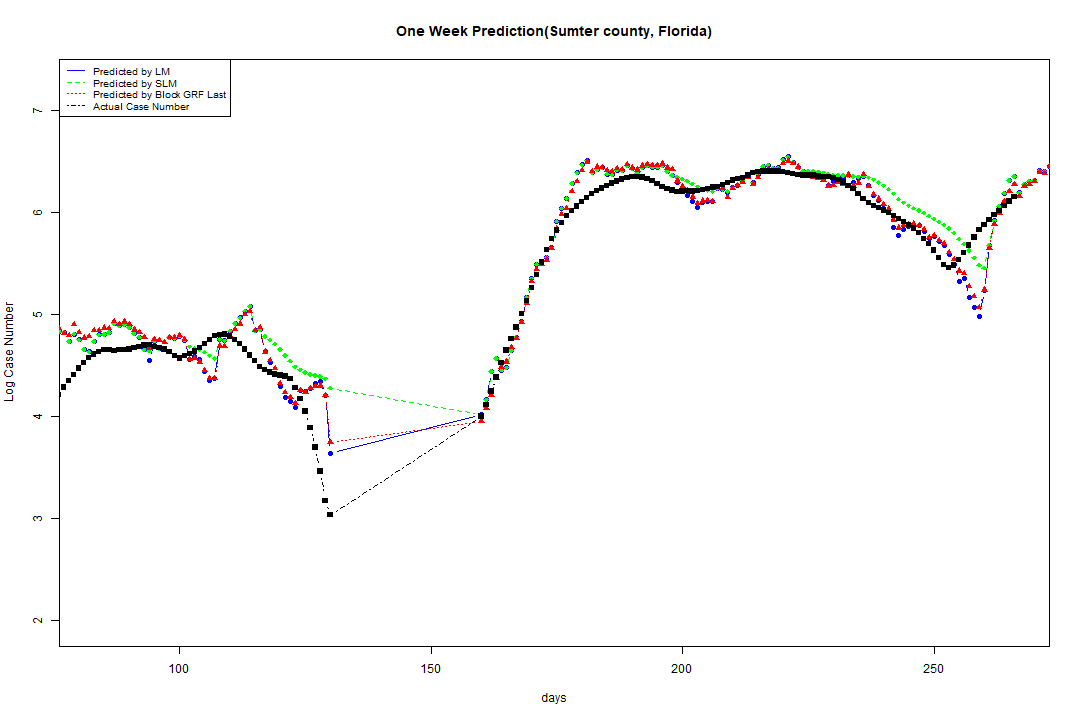 One Week Prediction(Sumter county, Florida)
Predicted by LM
Predicted by SLM
Predicted by Block GRF Last
Actual Case Number
Log Case Number
7
6
5
4
3
2
100 150 200 250
days